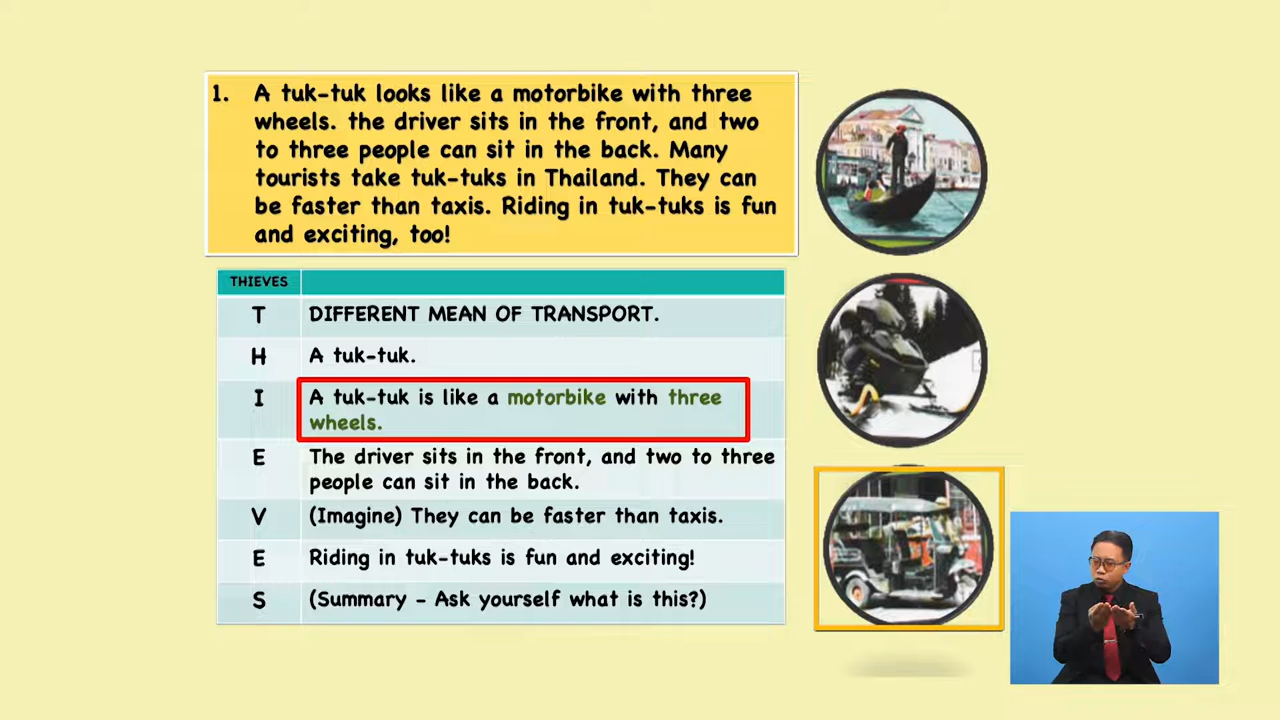 1. A tuk-tuk looks like a motorbike with three
wheels. the driver sits in the front, and two
to three people can sit in the back. Many
tourists take tuk-tuks in Thailand. They can
be faster than taxis. Riding in tuk-tuks is fun
and exciting, too!
THIEVES
T DIFFERENT MEAN OF TRANSPORT.
H A tuk-tuk.
I A tuk-tuk is like a motorbike with three
wheels.
E The driver sits in the front, and two to three
people can sit in the back.
V (Imagine) They can be faster than taxis.
E Riding in tuk-tuks is fun and exciting!
S (Summary - Ask yourself what is this?)